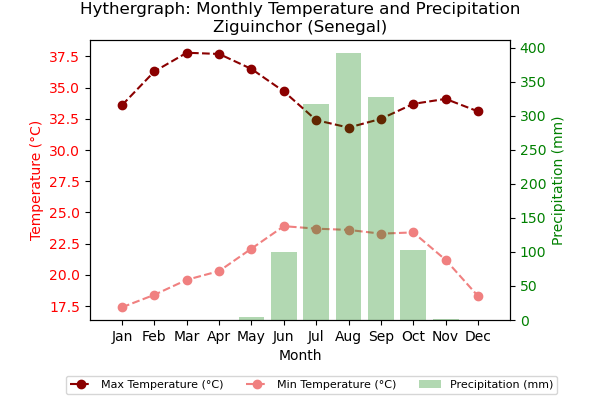 Hythergraph: Monthly Temperature and Precipitation
Ziguinchor (Senegal)
Temperature (°C)
37.5
35.0
32.5
30.0
27.5
25.0
22.5
20.0
17.5
Precipitation (mm)
400
350
300
250
200
150
100
50
0
Jan Feb Mar Apr May Jun Jul Aug Sep Oct Nov Dec
Month
Max Temperature (°C) Min Temperature (°C) Precipitation (mm)